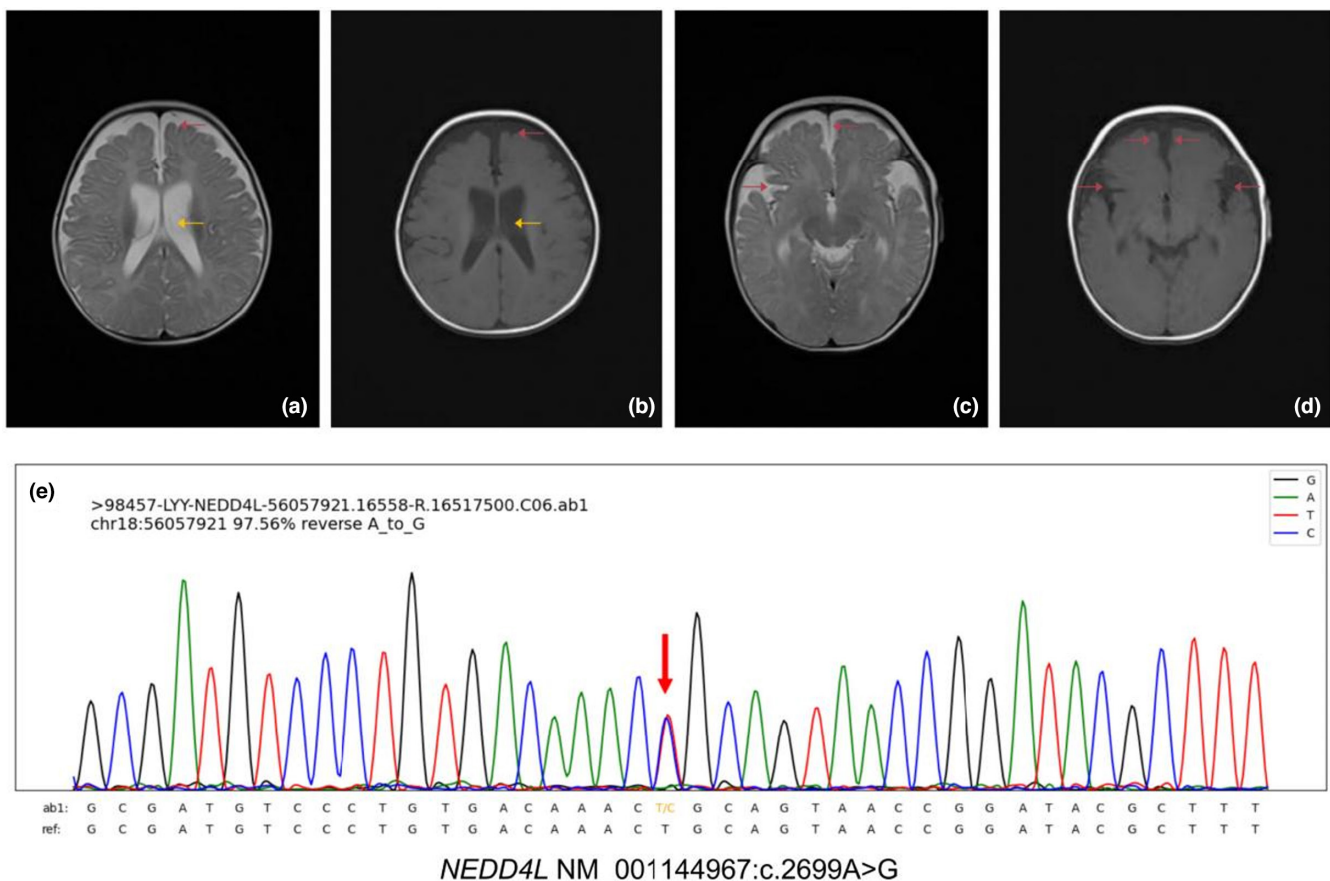 (a)
(b)
(c)
(d)
(e)
>98457-LYY-NEDD4L-56057921.16558-R.16517500.C06.ab1
chr18:56057921 97.56% reverse A_to_G
G
A
T
C
ab1: G C G A T G T C C C T G T G A C A A A C T/C G C A G T A A C C G G A T A C G C T T T
ref: G C G A T G T C C C T G T G A C A A A C T G C A G T A A C C G G A T A C G C T T T
NEDD4L NM 001144967:c.2699A>G